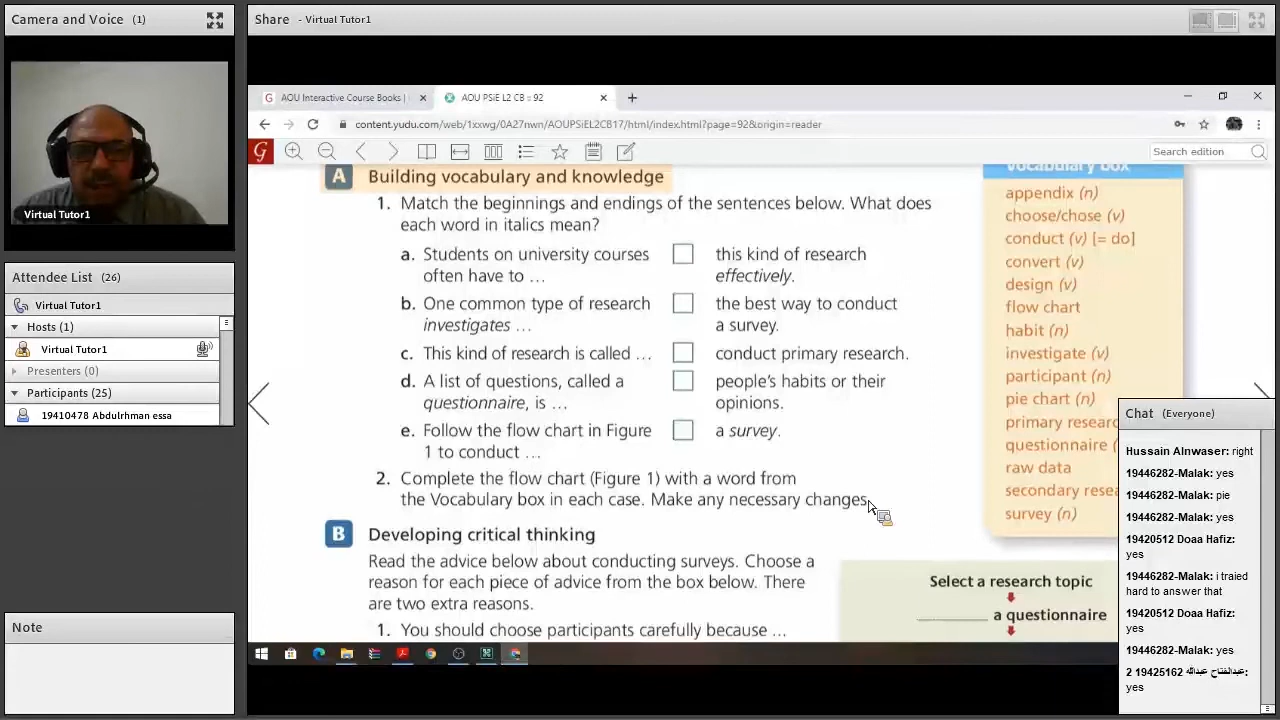 Camera and Voice (1)
Virtual Tutor1
Attendee List (26)
Virtual Tutor1
Hosts (1)
Virtual Tutor1
Presenters (0)
Participants (25)
19410478 Abdulrhman essa
Note
Share - Virtual Tutor1
AOU Interactive Course Books |
AOU PSiE L2 CB :: 92
content.yudu.com/web/1xxwg/0A27nwn/AOUPSiEL2CB17/html/index.html?page=92&origin=reader
Search edition
A Building vocabulary and knowledge
1. Match the beginnings and endings of the sentences below. What does
each word in italics mean?
a. Students on university courses
often have to …
this kind of research
effectively.
b. One common type of research
investigates …
the best way to conduct
a survey.
c. This kind of research is called …
conduct primary research.
d. A list of questions, called a
questionnaire, is …
people's habits or their
opinions.
e. Follow the flow chart in Figure
1 to conduct …
a survey.
2. Complete the flow chart (Figure 1) with a word from
the Vocabulary box in each case. Make any necessary changes.
B Developing critical thinking
Read the advice below about conducting surveys. Choose a
reason for each piece of advice from the box below. There
are two extra reasons.
1. You should choose participants carefully because …
Vocabulary box
appendix (n)
choose/chose (v)
conduct (v) [= do]
convert (v)
design (v)
flow chart
habit (n)
investigate (v)
participant (n)
pie chart (n)
primary researc
questionnaire (
raw data
secondary resea
survey (n)
Select a research topic
a questionnaire
Chat (Everyone)
Hussain Alnwaser: right
19446282-Malak: yes
19446282-Malak: pie
19446282-Malak: yes
19420512 Doaa Hafiz:
yes
19446282-Malak: i traied
hard to answer that
19420512 Doaa Hafiz:
yes
19446282-Malak: yes
2 19425162 عبدالفتاح عبدالله:
yes